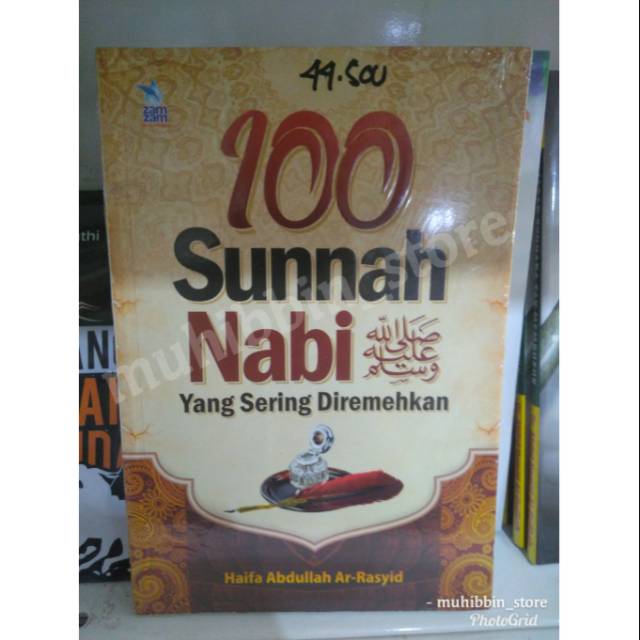 44.500
zam
zam
100
Sunnah
Nabi
صلى الله
عليه
وسلم
Yang Sering Diremehkan
Haifa Abdullah Ar-Rasyid
muhibbin_store
- muhibbin_store
PhotoGrid
thi